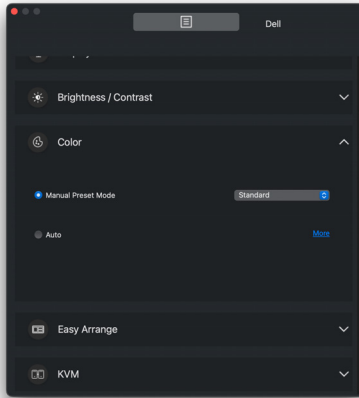 Dell
Brightness / Contrast
Color
Manual Preset Mode
Standard
Auto
More
Easy Arrange
KVM